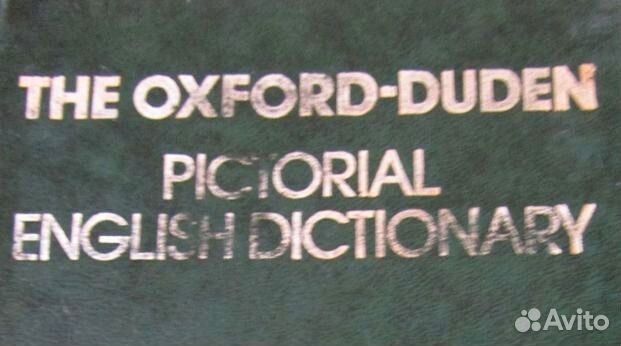 THE OXFORD-DUDEN
PICTORIAL
ENGLISH DICTIONARY
Avito